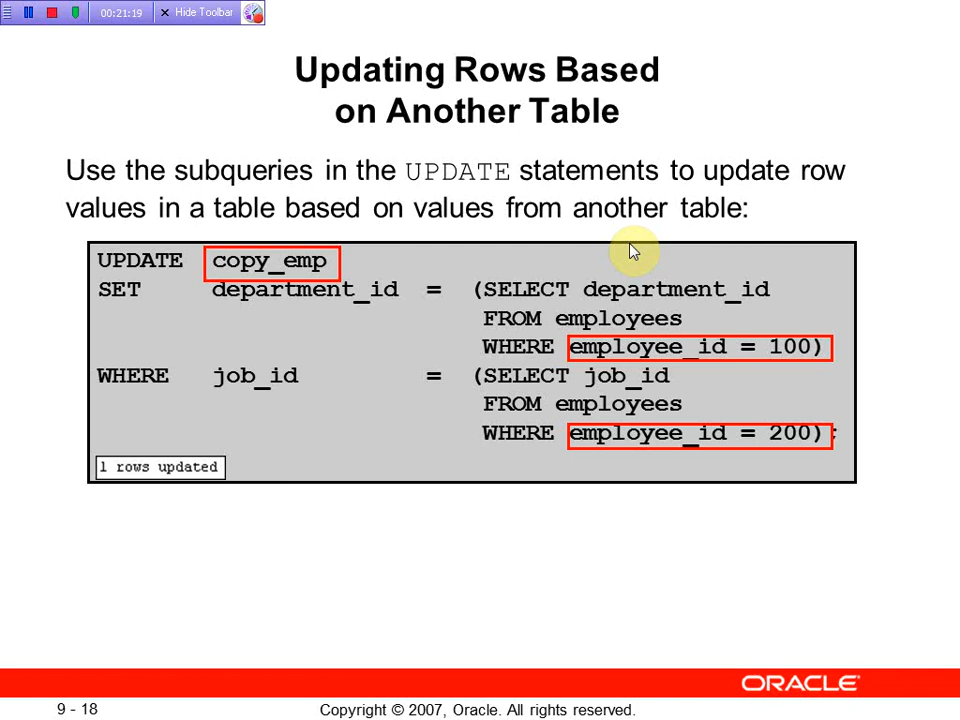 00:21:19 × Hide Toolbar
Updating Rows Based
on Another Table
Use the subqueries in the UPDATE statements to update row
values in a table based on values from another table:
UPDATE copy_emp
SET department_id = (SELECT department_id
FROM employees
WHERE employee_id = 100)
WHERE job_id = (SELECT job_id
FROM employees
WHERE employee_id = 200);
1 rows updated
ORACLE
9 - 18 Copyright © 2007, Oracle. All rights reserved.